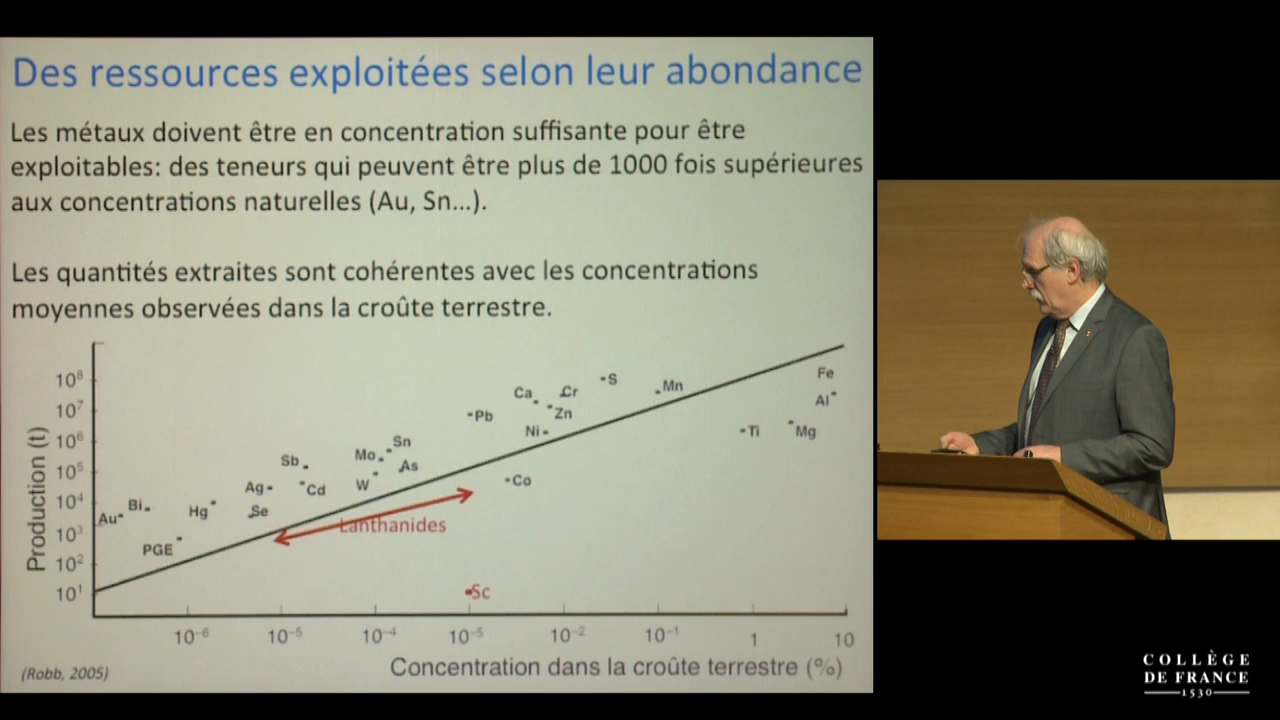 Des ressources exploitées selon leur abondance
Les métaux doivent être en concentration suffisante pour être
exploitables: des teneurs qui peuvent être plus de 1000 fois supérieures
aux concentrations naturelles (Au, Sn...).
Les quantités extraites sont cohérentes avec les concentrations
moyennes observées dans la croûte terrestre.
Production (t)
10⁸
10⁷
10⁶
10⁵
10⁴
10³
10²
10¹
Au
Bi
PGE
Hg
Ag
Se
Sb
Cd
Mo
Sn
As
W
Pb
Ca
Cr
Zn
Ni
S
Mn
Co
Ti
Mg
Fe
Al
Lanthanides
Sc
10⁻⁶
10⁻⁵
10⁻⁴
10⁻⁵
10⁻²
10⁻¹
1
10
Concentration dans la croûte terrestre (%)
(Robb, 2005)
COLLÈGE
DE FRANCE
1530